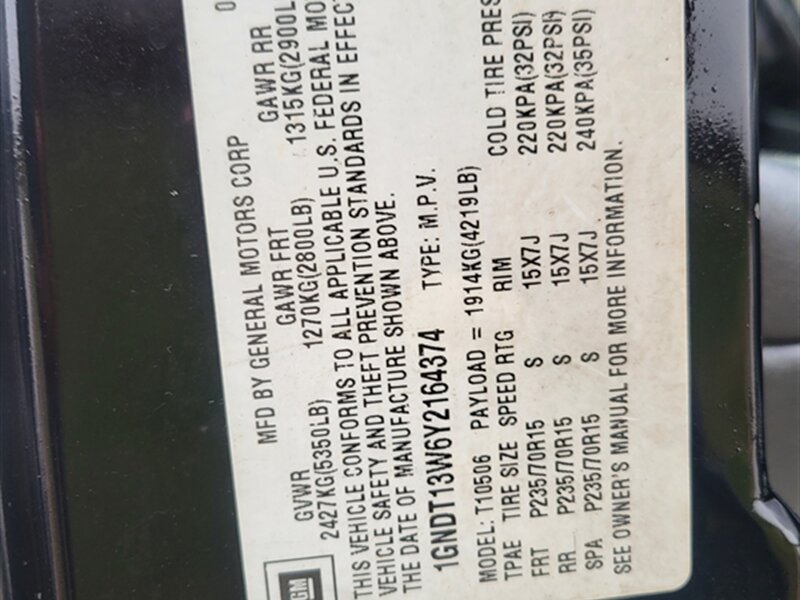 GM
MFD BY GENERAL MOTORS CORP 0
GVWR GAWR FRT GAWR RR
2427KG(5350LB) 1270KG(2800LB) 1315KG(2900L
THIS VEHICLE CONFORMS TO ALL APPLICABLE U.S. FEDERAL MO
VEHICLE SAFETY AND THEFT PREVENTION STANDARDS IN EFFECT
THE DATE OF MANUFACTURE SHOWN ABOVE.
1GNDT13W6Y2164374 TYPE: M.P.V.
MODEL: T10506 PAYLOAD = 1914KG(4219LB)
TPAE TIRE SIZE SPEED RTG RIM COLD TIRE PRES
FRT P235/70R15 S 15X7J 220KPA(32PSI)
RR P235/70R15 S 15X7J 220KPA(32PSI)
SPA P235/70R15 S 15X7J 240KPA(35PSI)
SEE OWNER'S MANUAL FOR MORE INFORMATION.